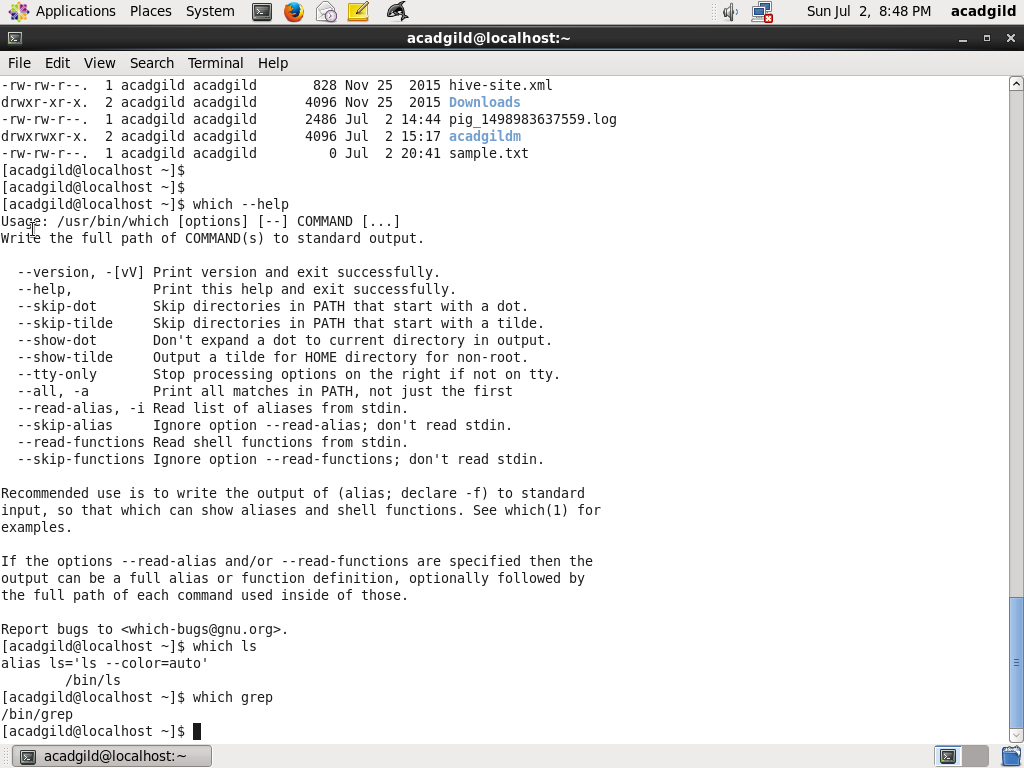 Applications Places System Sun Jul 2, 8:48 PM acadgild
acadgild@localhost:~
File Edit View Search Terminal Help
-rw-rw-r--. 1 acadgild acadgild 828 Nov 25 2015 hive-site.xml
drwxr-xr-x. 2 acadgild acadgild 4096 Nov 25 2015 Downloads
-rw-rw-r--. 1 acadgild acadgild 2486 Jul 2 14:44 pig_1498983637559.log
drwxrwxr-x. 2 acadgild acadgild 4096 Jul 2 15:17 acadgildm
-rw-rw-r--. 1 acadgild acadgild 0 Jul 2 20:41 sample.txt
[acadgild@localhost ~]$
[acadgild@localhost ~]$
[acadgild@localhost ~]$ which --help
Usage: /usr/bin/which [options] [--] COMMAND [...]
Write the full path of COMMAND(s) to standard output.
--version, -[vV] Print version and exit successfully.
--help, Print this help and exit successfully.
--skip-dot Skip directories in PATH that start with a dot.
--skip-tilde Skip directories in PATH that start with a tilde.
--show-dot Don't expand a dot to current directory in output.
--show-tilde Output a tilde for HOME directory for non-root.
--tty-only Stop processing options on the right if not on tty.
--all, -a Print all matches in PATH, not just the first
--read-alias, -i Read list of aliases from stdin.
--skip-alias Ignore option --read-alias; don't read stdin.
--read-functions Read shell functions from stdin.
--skip-functions Ignore option --read-functions; don't read stdin.
Recommended use is to write the output of (alias; declare -f) to standard
input, so that which can show aliases and shell functions. See which(1) for
examples.
If the options --read-alias and/or --read-functions are specified then the
output can be a full alias or function definition, optionally followed by
the full path of each command used inside of those.
Report bugs to <which-bugs@gnu.org>.
[acadgild@localhost ~]$ which ls
alias ls='ls --color=auto'
/bin/ls
[acadgild@localhost ~]$ which grep
/bin/grep
[acadgild@localhost ~]$
acadgild@localhost:~